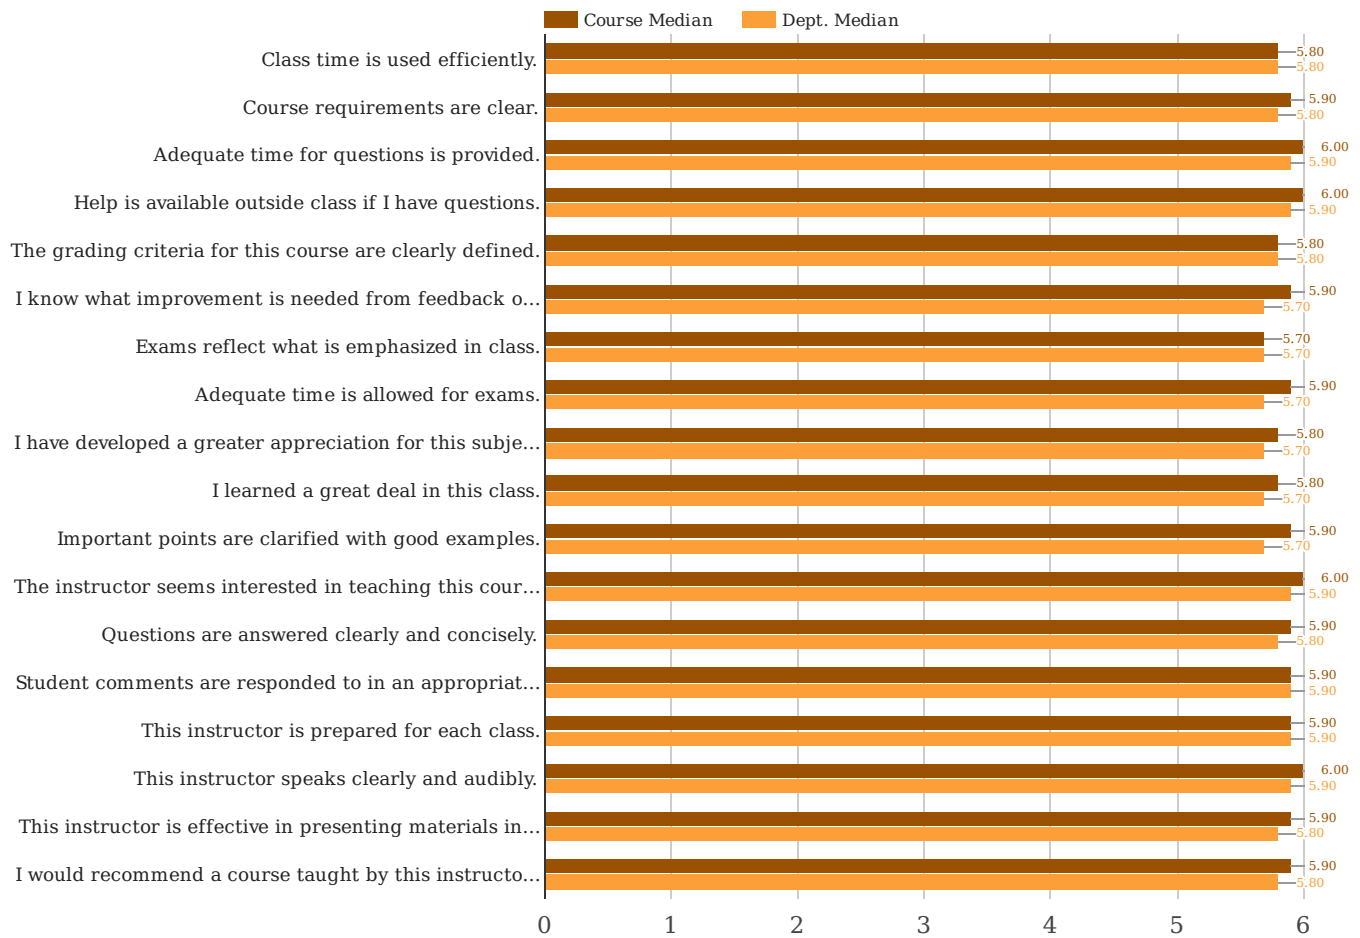 Course Median Dept. Median
Class time is used efficiently. 5.80
5.80
Course requirements are clear. 5.90
5.80
Adequate time for questions is provided. 6.00
5.90
Help is available outside class if I have questions. 6.00
5.90
The grading criteria for this course are clearly defined. 5.80
5.80
I know what improvement is needed from feedback o... 5.90
5.70
Exams reflect what is emphasized in class. 5.70
5.70
Adequate time is allowed for exams. 5.90
5.70
I have developed a greater appreciation for this subje... 5.80
5.70
I learned a great deal in this class. 5.80
5.70
Important points are clarified with good examples. 5.90
5.70
The instructor seems interested in teaching this cour... 6.00
5.90
Questions are answered clearly and concisely. 5.90
5.80
Student comments are responded to in an appropriat... 5.90
5.90
This instructor is prepared for each class. 5.90
5.90
This instructor speaks clearly and audibly. 6.00
5.90
This instructor is effective in presenting materials in... 5.90
5.80
I would recommend a course taught by this instructo... 5.90
5.80
0 1 2 3 4 5 6